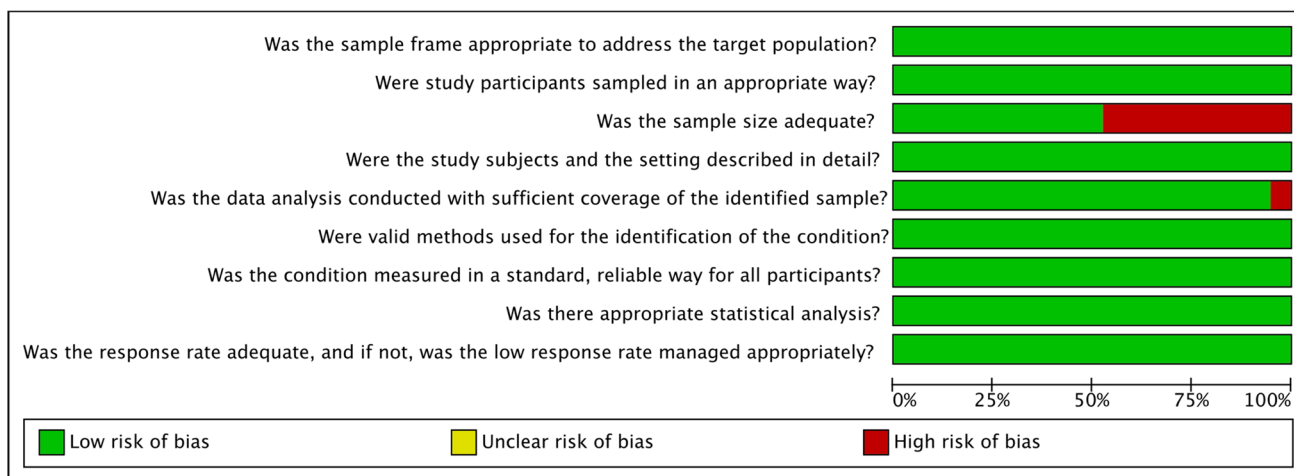 Was the sample frame appropriate to address the target population?
Were study participants sampled in an appropriate way?
Was the sample size adequate?
Were the study subjects and the setting described in detail?
Was the data analysis conducted with sufficient coverage of the identified sample?
Were valid methods used for the identification of the condition?
Was the condition measured in a standard, reliable way for all participants?
Was there appropriate statistical analysis?
Was the response rate adequate, and if not, was the low response rate managed appropriately?
0% 25% 50% 75% 100%
Low risk of bias Unclear risk of bias High risk of bias